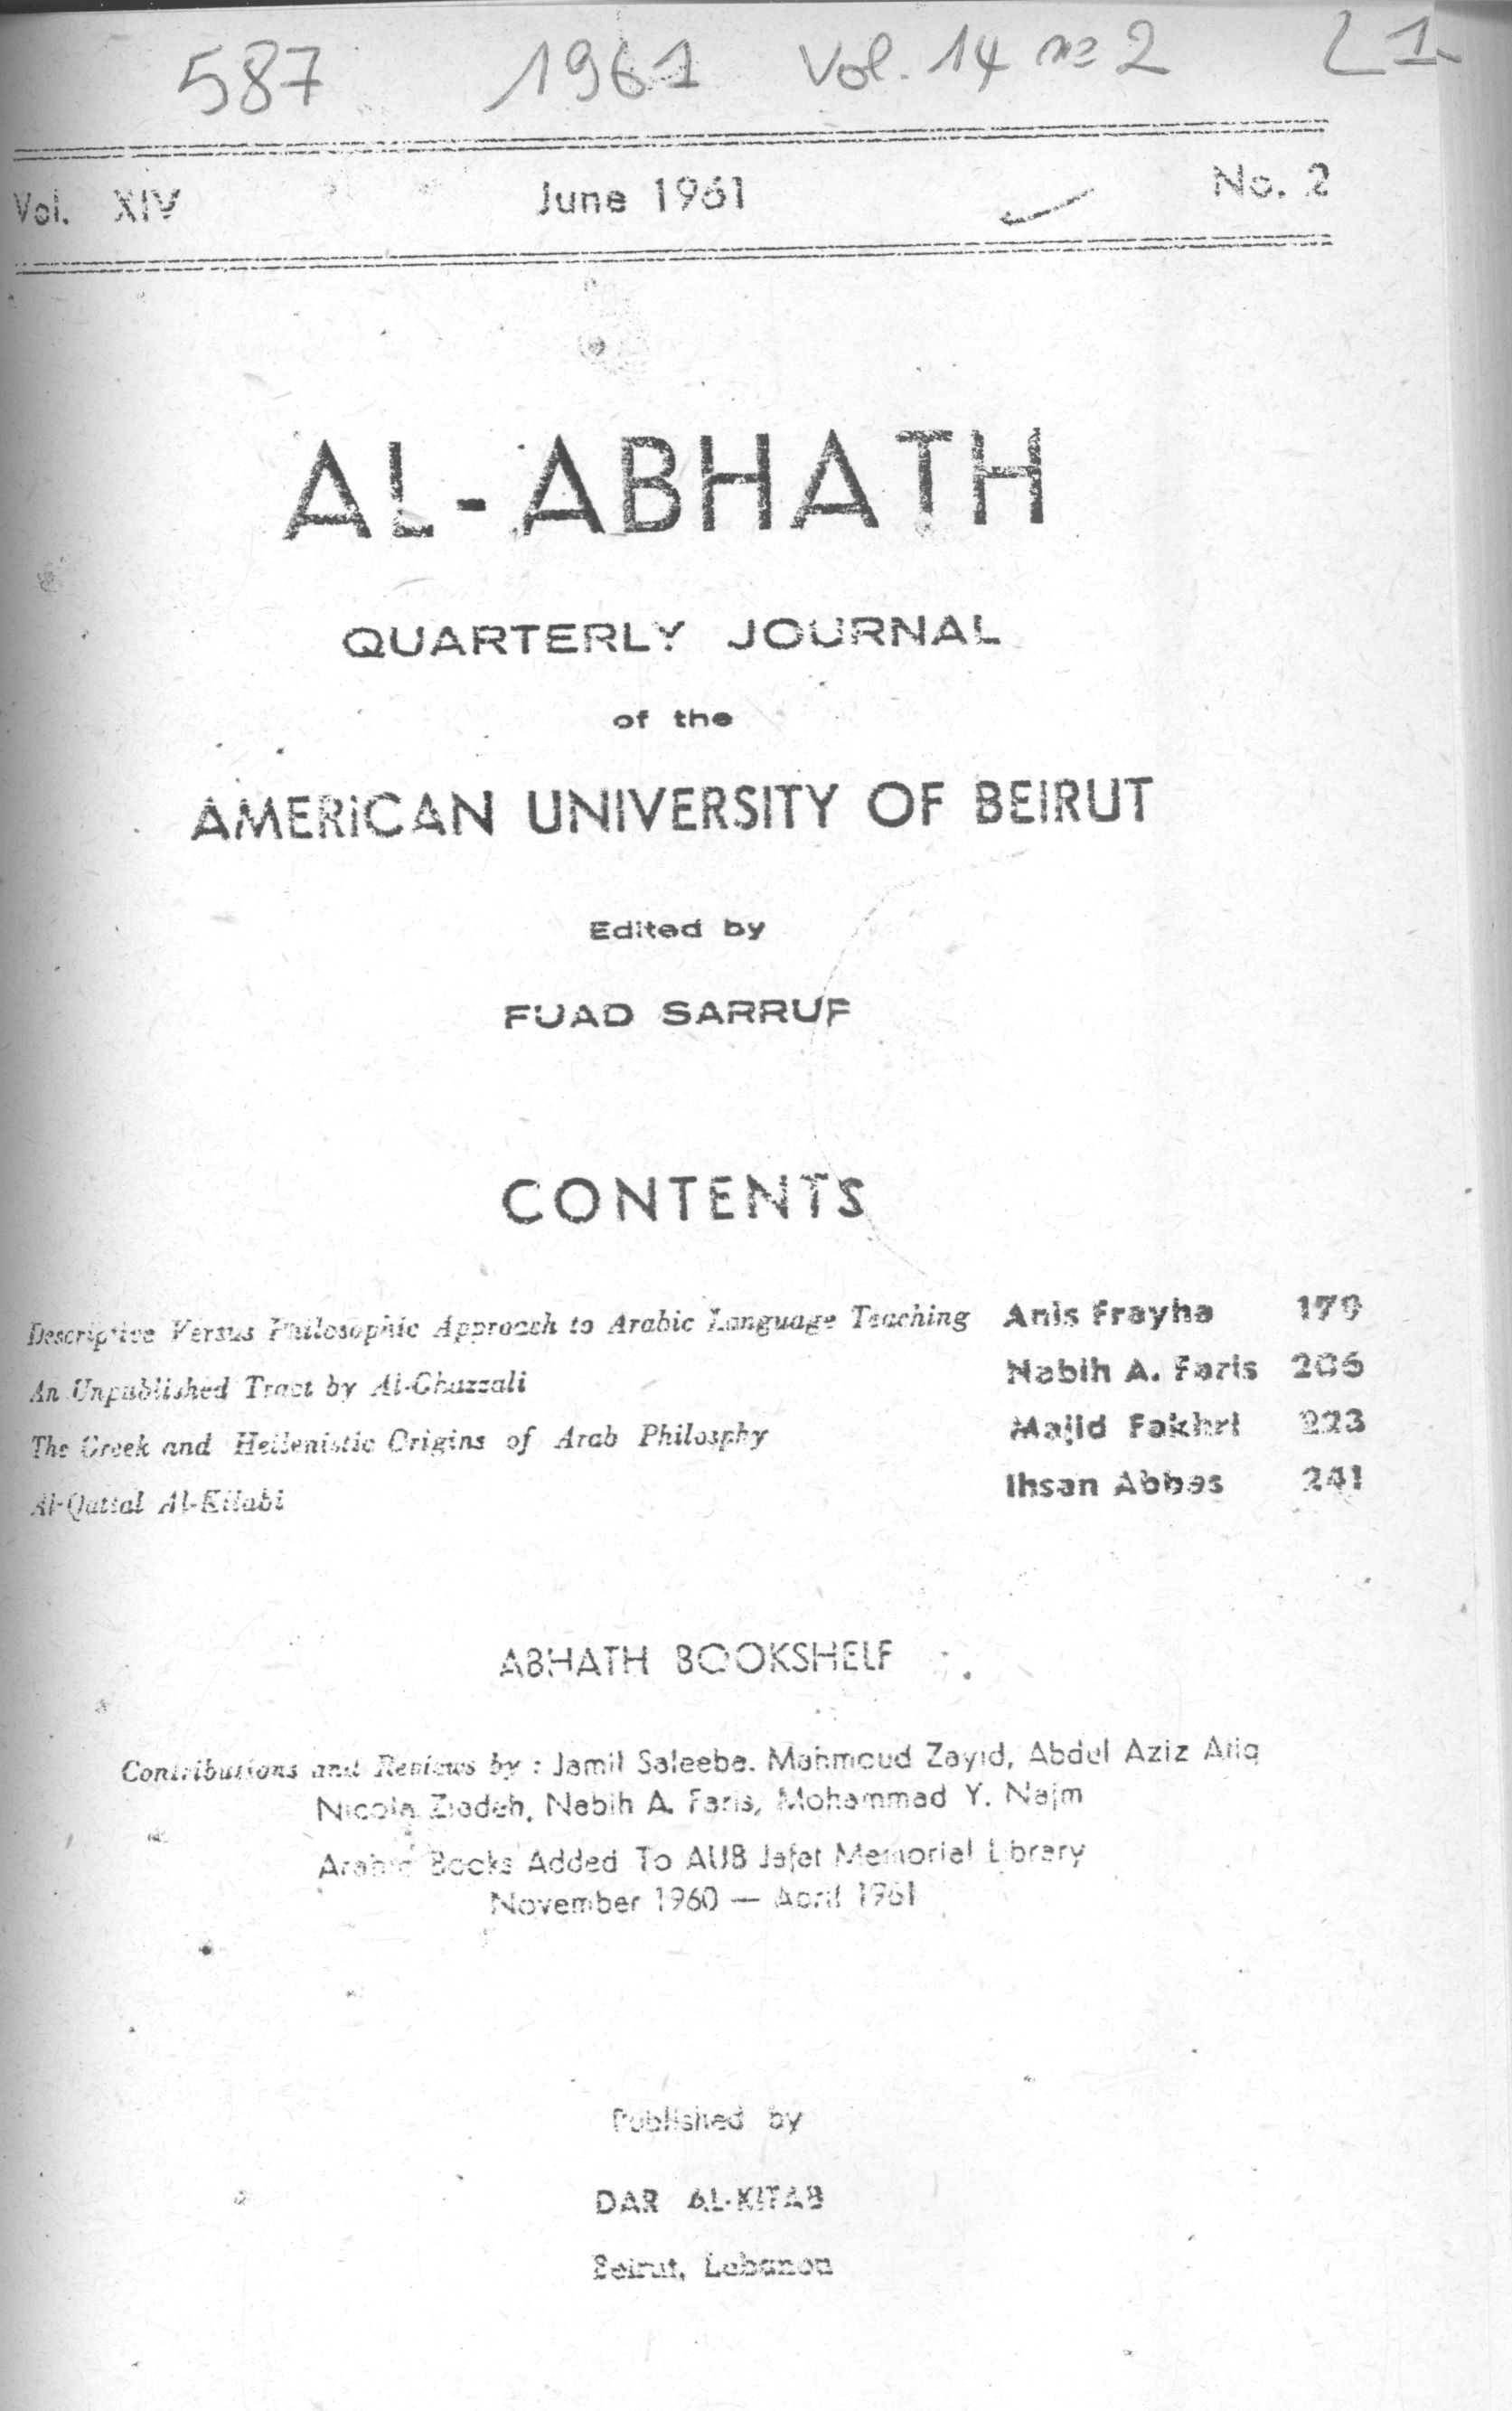 587 1961 Vol. 14 nº 2 L1
Vol. XIV June 1961 No. 2
AL-ABHATH
QUARTERLY JOURNAL
of the
AMERICAN UNIVERSITY OF BEIRUT
Edited by
FUAD SARRUF
CONTENTS
Descriptive Versus Philosophic Approach to Arabic Language Teaching Anis Frayha 179
An Unpublished Tract by Al-Ghazzali Nabih A. Faris 206
The Greek and Hellenistic Origins of Arab Philosphy Majid Fakhri 223
Al-Qattal Al-Kilabi Ihsan Abbas 241
ABHATH BOOKSHELF
Contributions and Reviews by : Jamil Saleeba. Mahmoud Zayid, Abdel Aziz Atiq
Nicola Ziadeh, Nabih A. Faris, Mohammad Y. Najm
Arabic Books Added To AUB Jafet Memorial Library
November 1960 — April 1961
Published by
DAR AL-KITAB
Beirut, Lebanon